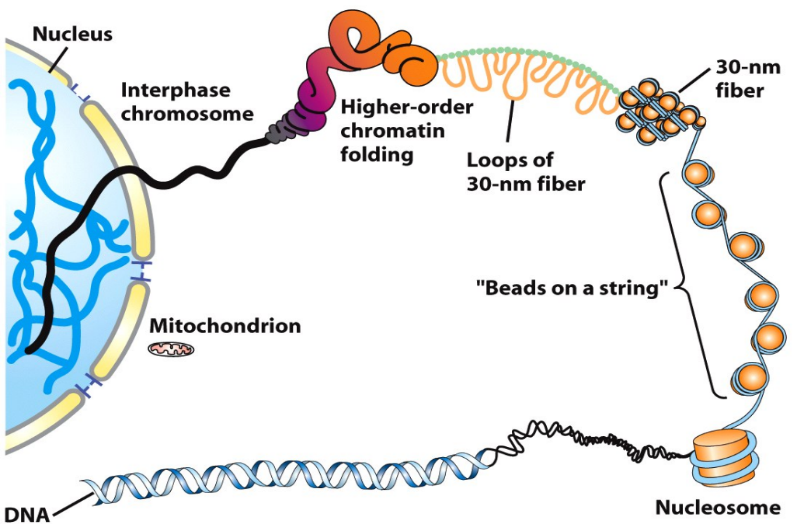 Nucleus
Interphase
chromosome
Higher-order
chromatin
folding
Loops of
30-nm fiber
30-nm
fiber
"Beads on a string"
Mitochondrion
DNA
Nucleosome